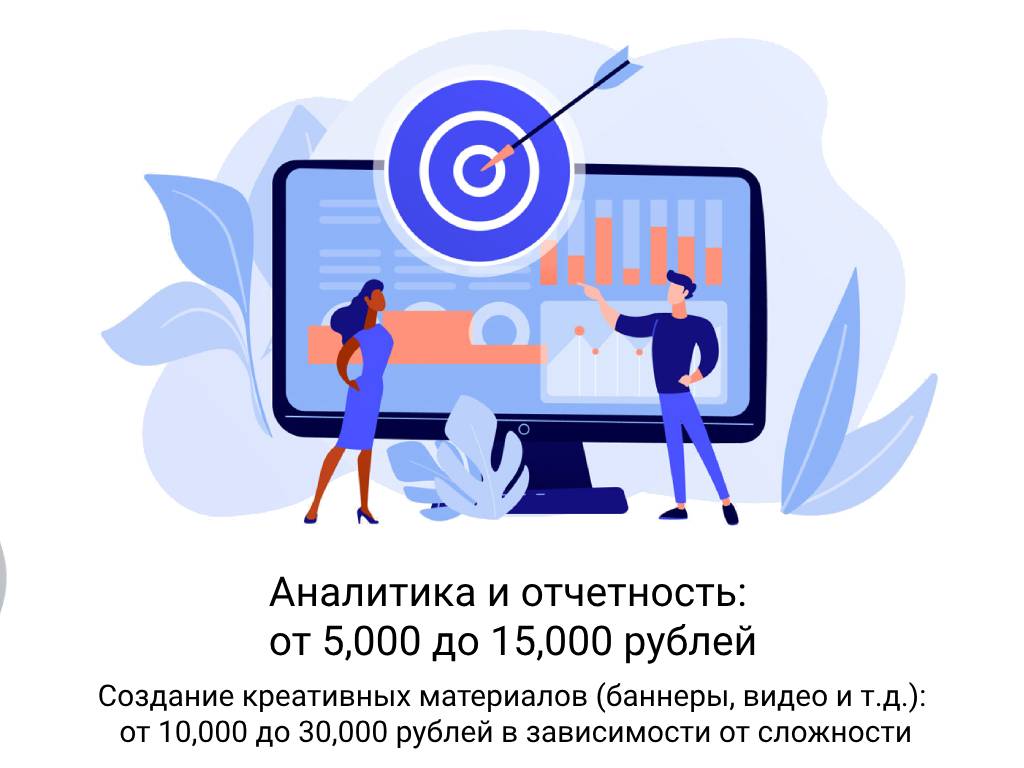 Аналитика и отчетность:
от 5,000 до 15,000 рублей
Создание креативных материалов (баннеры, видео и т.д.):
от 10,000 до 30,000 рублей в зависимости от сложности